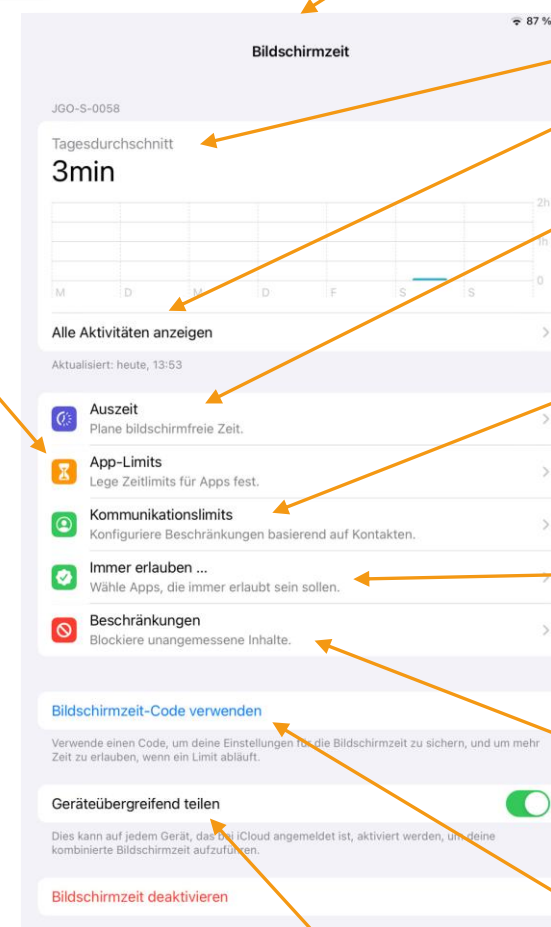 87 %
Bildschirmzeit
JGO-S-0058
Tagesdurchschnitt
3min
2h
1h
0
M D M D F S S
Alle Aktivitäten anzeigen
Aktualisiert: heute, 13:53
Auszeit
Plane bildschirmfreie Zeit.
App-Limits
Lege Zeitlimits für Apps fest.
Kommunikationslimits
Konfiguriere Beschränkungen basierend auf Kontakten.
Immer erlauben ...
Wähle Apps, die immer erlaubt sein sollen.
Beschränkungen
Blockiere unangemessene Inhalte.
Bildschirmzeit-Code verwenden
Verwende einen Code, um deine Einstellungen für die Bildschirmzeit zu sichern, und um mehr
Zeit zu erlauben, wenn ein Limit abläuft.
Geräteübergreifend teilen
Dies kann auf jedem Gerät, das bei iCloud angemeldet ist, aktiviert werden, um deine
kombinierte Bildschirmzeit aufzuführen.
Bildschirmzeit deaktivieren